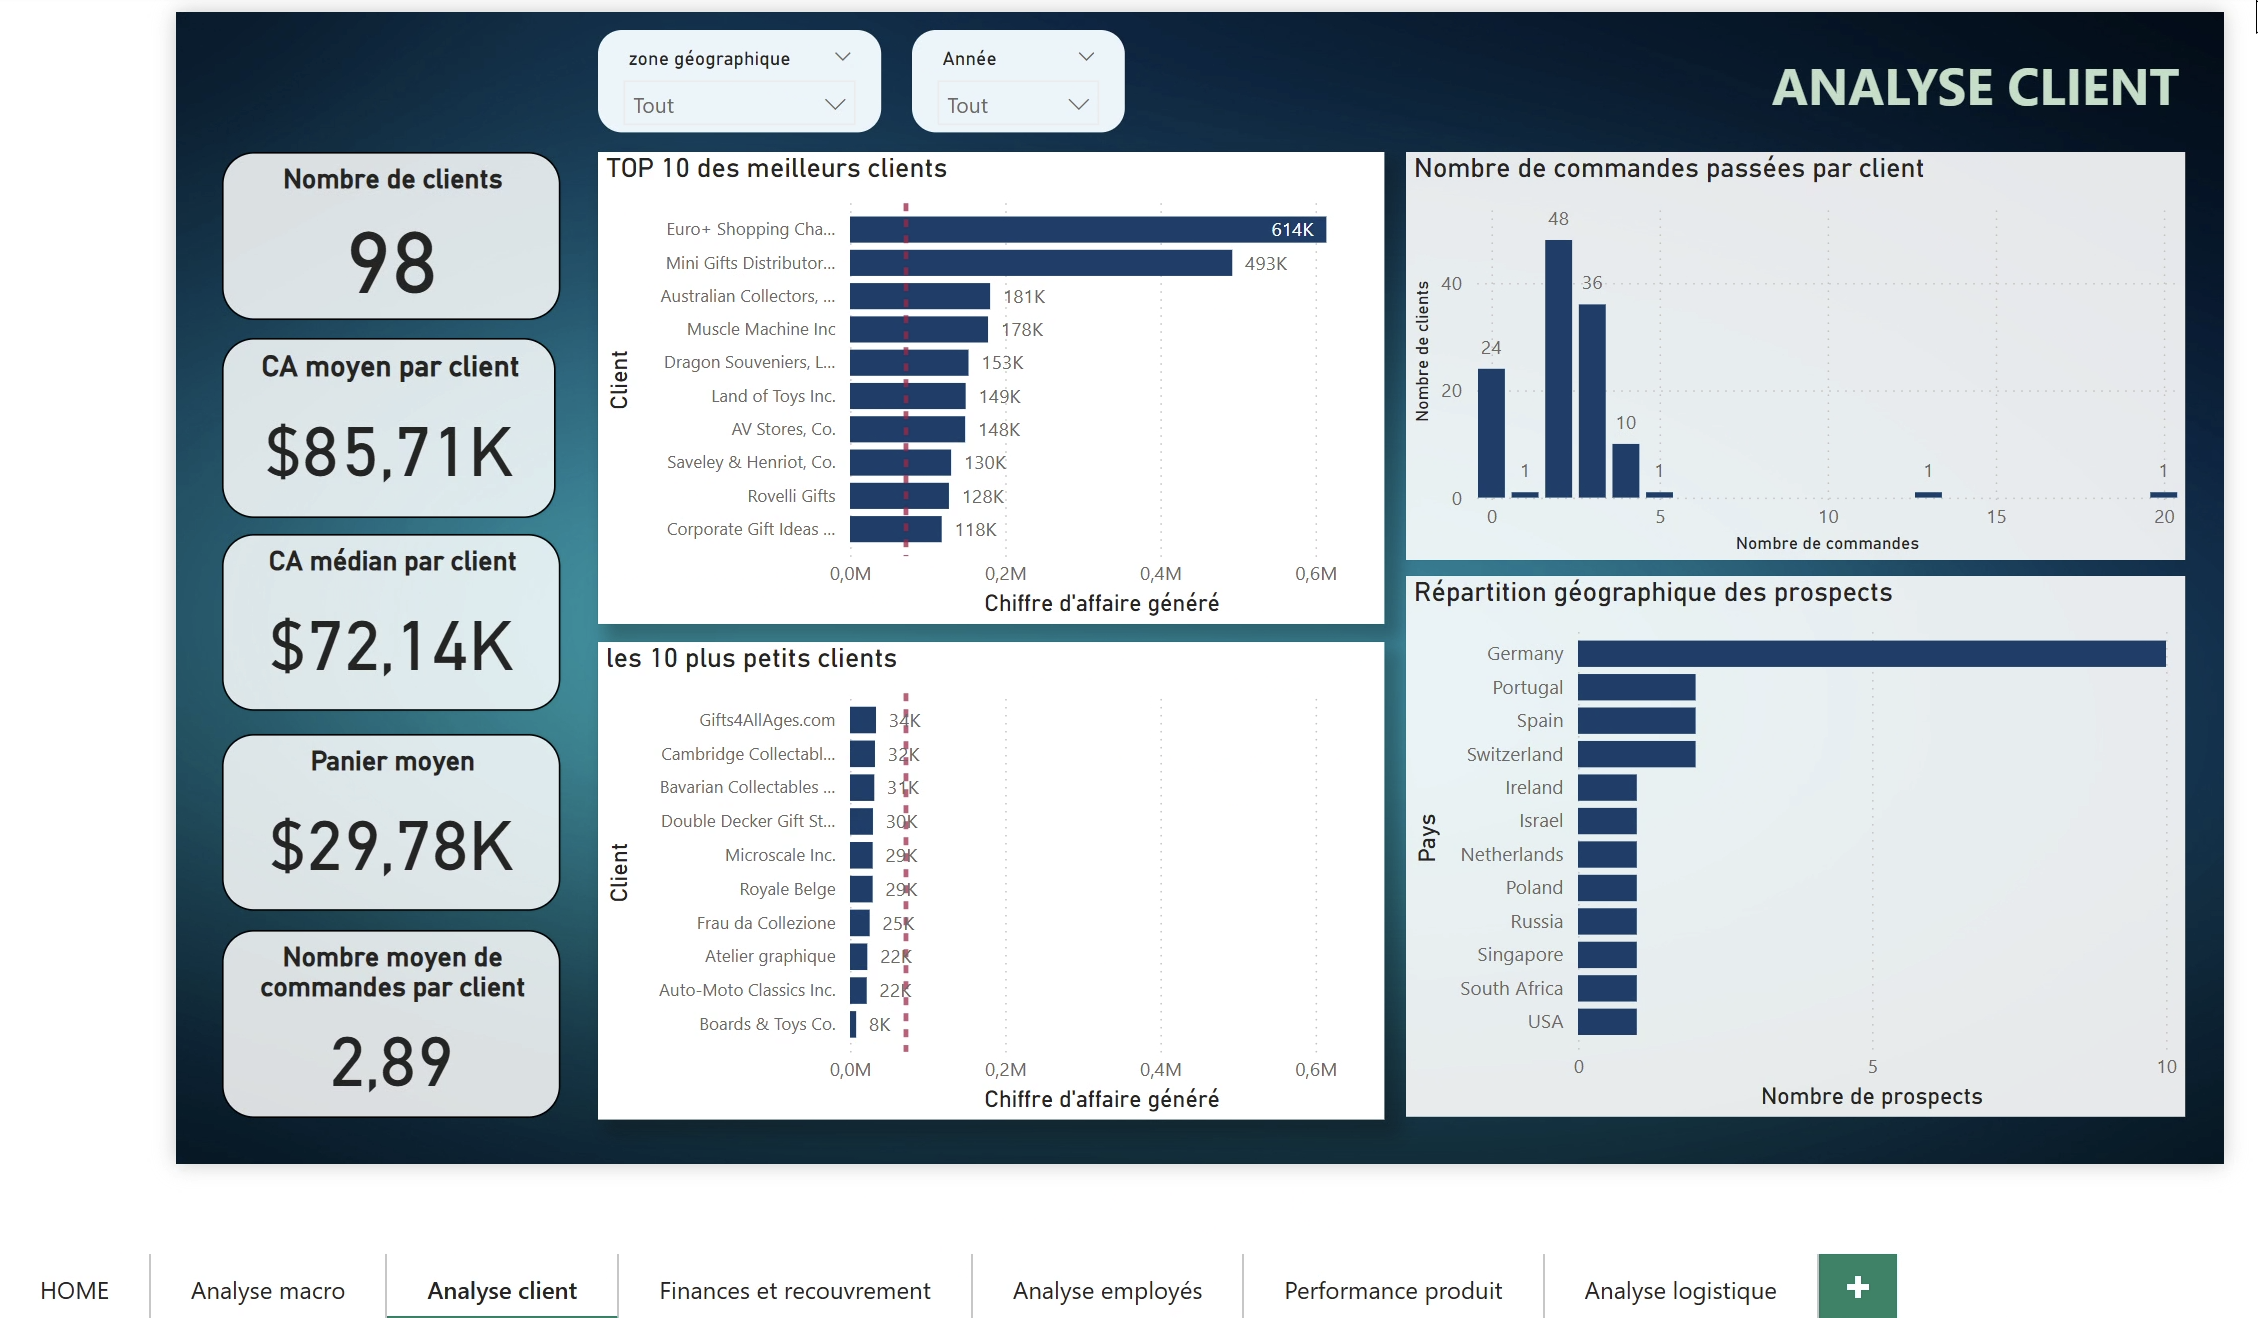 zone géographique
Tout
Année
Tout
ANALYSE CLIENT
Nombre de clients
98
CA moyen par client
$85,71K
CA médian par client
$72,14K
Panier moyen
$29,78K
Nombre moyen de
commandes par client
2,89
TOP 10 des meilleurs clients
Client
Euro+ Shopping Cha... 614K
Mini Gifts Distributor... 493K
Australian Collectors, ... 181K
Muscle Machine Inc 178K
Dragon Souveniers, L... 153K
Land of Toys Inc. 149K
AV Stores, Co. 148K
Saveley & Henriot, Co. 130K
Rovelli Gifts 128K
Corporate Gift Ideas ... 118K
0,0M 0,2M 0,4M 0,6M
Chiffre d'affaire généré
les 10 plus petits clients
Client
Gifts4AllAges.com 34K
Cambridge Collectabl... 32K
Bavarian Collectables ... 31K
Double Decker Gift St... 30K
Microscale Inc. 29K
Royale Belge 29K
Frau da Collezione 25K
Atelier graphique 22K
Auto-Moto Classics Inc. 22K
Boards & Toys Co. 8K
0,0M 0,2M 0,4M 0,6M
Chiffre d'affaire généré
Nombre de commandes passées par client
Nombre de clients
40
20
0
24 1 48 36 10 1 1 1
0 5 10 15 20
Nombre de commandes
Répartition géographique des prospects
Pays
Germany
Portugal
Spain
Switzerland
Ireland
Israel
Netherlands
Poland
Russia
Singapore
South Africa
USA
0 5 10
Nombre de prospects
HOME
Analyse macro
Analyse client
Finances et recouvrement
Analyse employés
Performance produit
Analyse logistique